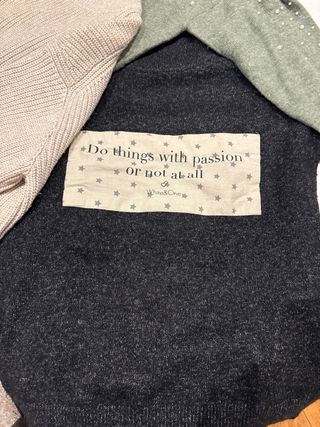 Do things with passion
or not at all